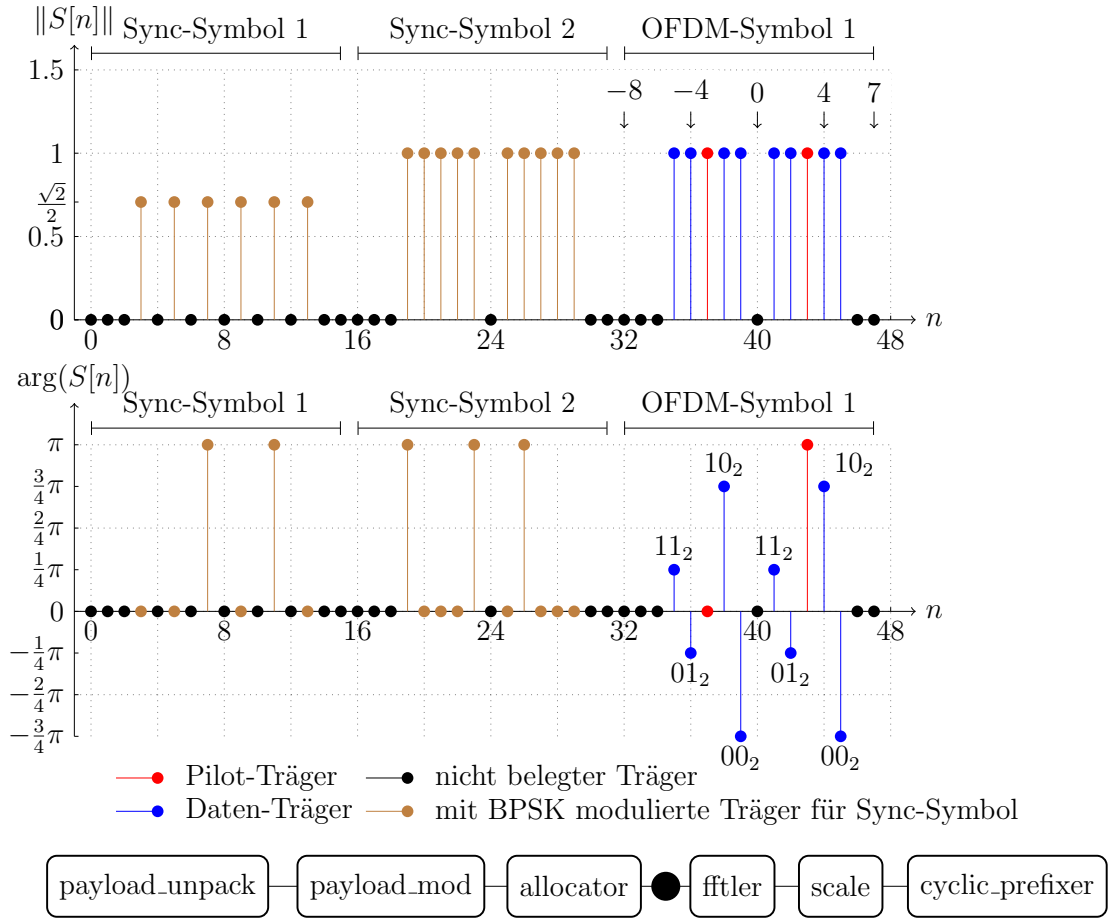 ‖S[n]‖
Sync-Symbol 1 Sync-Symbol 2 OFDM-Symbol 1
1.5
−8 −4 0 4 7
1
√2/2
0.5
0
0 8 16 24 32 40 48 n
arg(S[n])
Sync-Symbol 1 Sync-Symbol 2 OFDM-Symbol 1
π
10₂ 10₂
3/4π
2/4π
11₂ 11₂
1/4π
0
0 8 16 24 32 40 48 n
−1/4π
01₂ 01₂
−2/4π
−3/4π
00₂ 00₂
Pilot-Träger nicht belegter Träger
Daten-Träger mit BPSK modulierte Träger für Sync-Symbol
payload_unpack payload_mod allocator fftler scale cyclic_prefixer